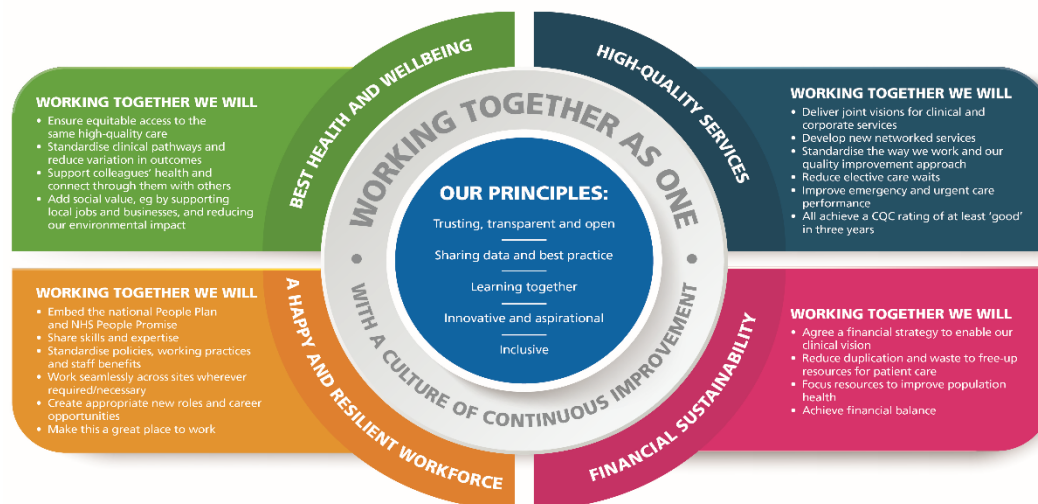 BEST HEALTH AND WELLBEING
WORKING TOGETHER WE WILL
• Ensure equitable access to the
same high-quality care
• Standardise clinical pathways and
reduce variation in outcomes
• Support colleagues' health and
connect through them with others
• Add social value, eg by supporting
local jobs and businesses, and reducing
our environmental impact
HIGH-QUALITY SERVICES
WORKING TOGETHER WE WILL
• Deliver joint visions for clinical and
corporate services
• Develop new networked services
• Standardise the way we work and our
quality improvement approach
• Reduce elective care waits
• Improve emergency and urgent care
performance
• All achieve a CQC rating of at least 'good'
in three years
WORKING TOGETHER AS ONE
• WITH A CULTURE OF CONTINUOUS IMPROVEMENT •
OUR PRINCIPLES:
Trusting, transparent and open
Sharing data and best practice
Learning together
Innovative and aspirational
Inclusive
A HAPPY AND RESILIENT WORKFORCE
WORKING TOGETHER WE WILL
• Embed the national People Plan
and NHS People Promise
• Share skills and expertise
• Standardise policies, working practices
and staff benefits
• Work seamlessly across sites wherever
required/necessary
• Create appropriate new roles and career
opportunities
• Make this a great place to work
FINANCIAL SUSTAINABILITY
WORKING TOGETHER WE WILL
• Agree a financial strategy to enable our
clinical vision
• Reduce duplication and waste to free-up
resources for patient care
• Focus resources to improve population
health
• Achieve financial balance